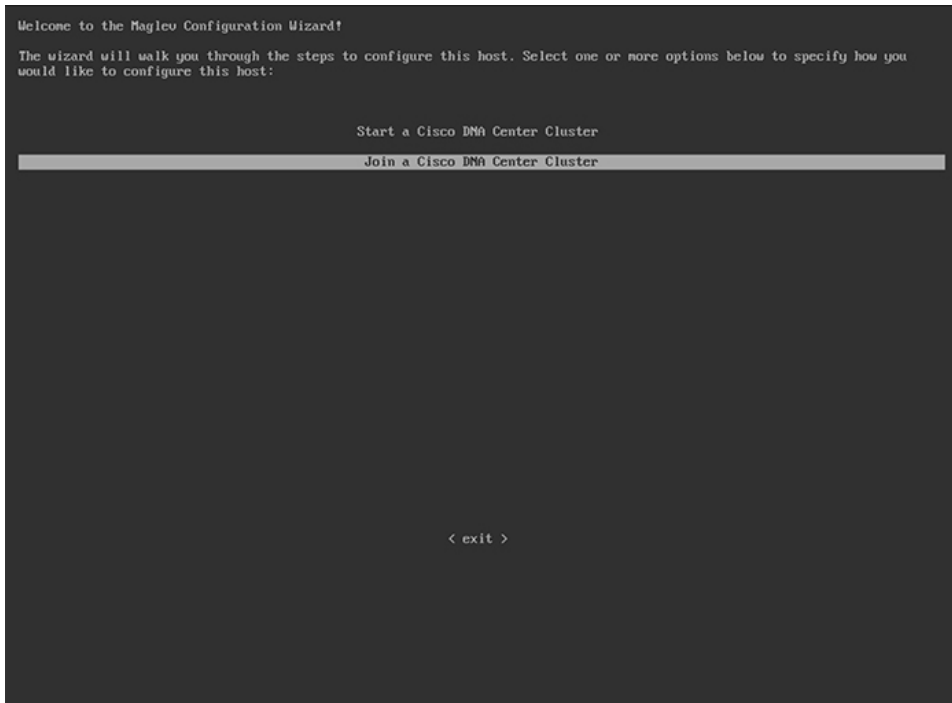 Welcome to the Maglev Configuration Wizard!
The wizard will walk you through the steps to configure this host. Select one or more options below to specify how you
would like to configure this host:
Start a Cisco DNA Center Cluster
Join a Cisco DNA Center Cluster
< exit >